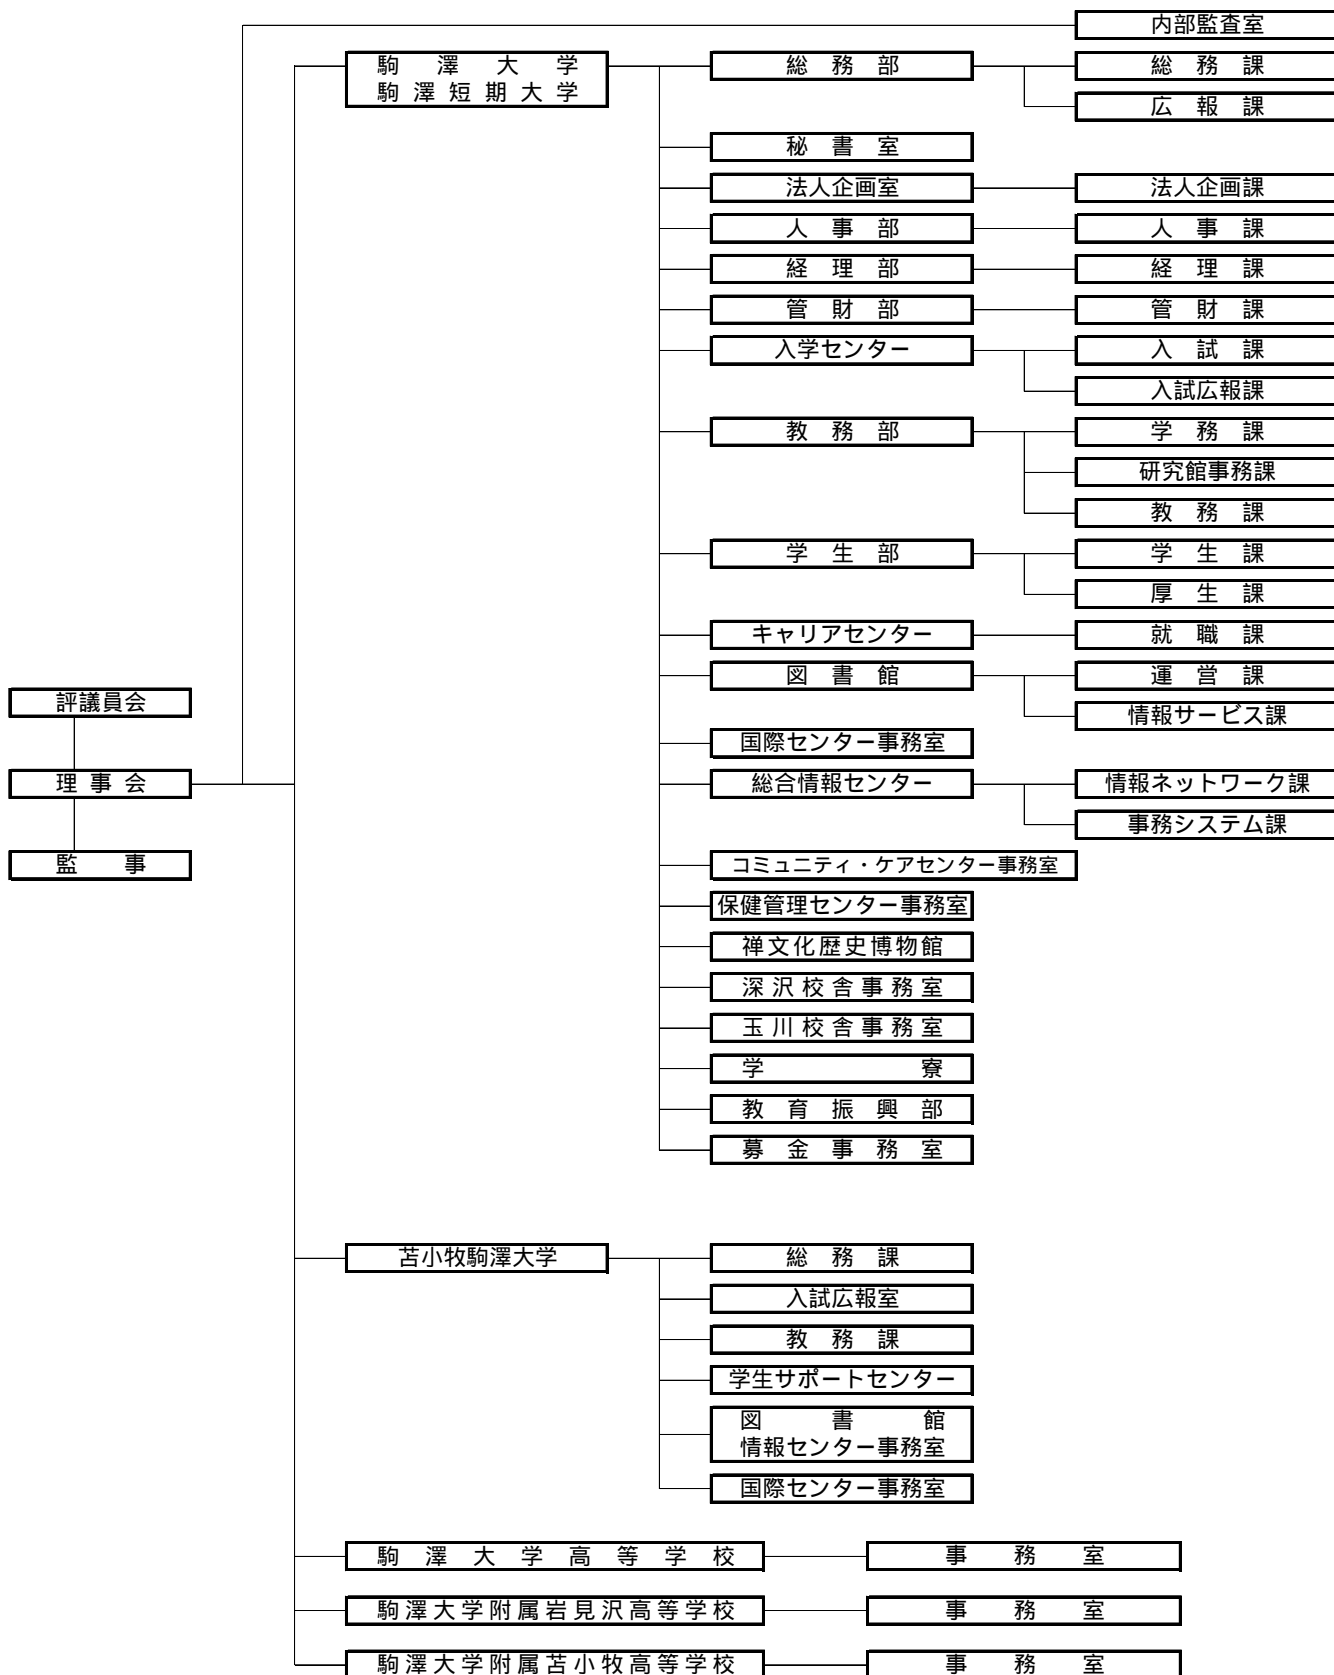 内部監査室
駒澤大学
駒澤短期大学
総務部
総務課
広報課
秘書室
法人企画室
法人企画課
人事部
人事課
経理部
経理課
管財部
管財課
入学センター
入試課
入試広報課
教務部
学務課
研究館事務課
教務課
学生部
学生課
厚生課
キャリアセンター
就職課
図書館
運営課
情報サービス課
評議員会
国際センター事務室
理事会
総合情報センター
情報ネットワーク課
事務システム課
監事
コミュニティ・ケアセンター事務室
保健管理センター事務室
禅文化歴史博物館
深沢校舎事務室
玉川校舎事務室
学寮
教育振興部
募金事務室
苫小牧駒澤大学
総務課
入試広報室
教務課
学生サポートセンター
図書館
情報センター事務室
国際センター事務室
駒澤大学高等学校
事務室
駒澤大学附属岩見沢高等学校
事務室
駒澤大学附属苫小牧高等学校
事務室